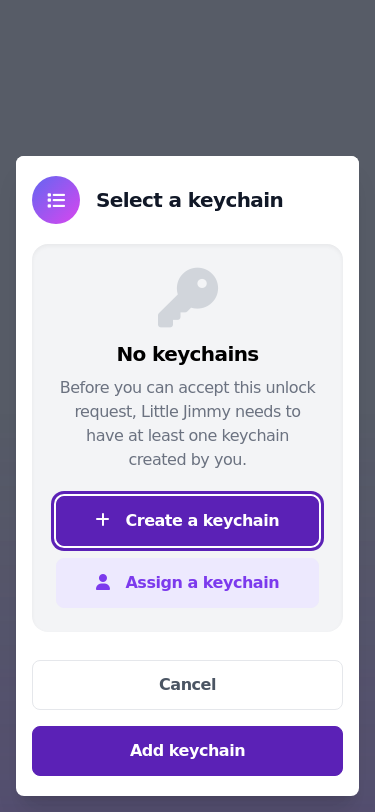 Select a keychain
No keychains
Before you can accept this unlock
request, Little Jimmy needs to
have at least one keychain
created by you.
Create a keychain
Assign a keychain
Cancel
Add keychain